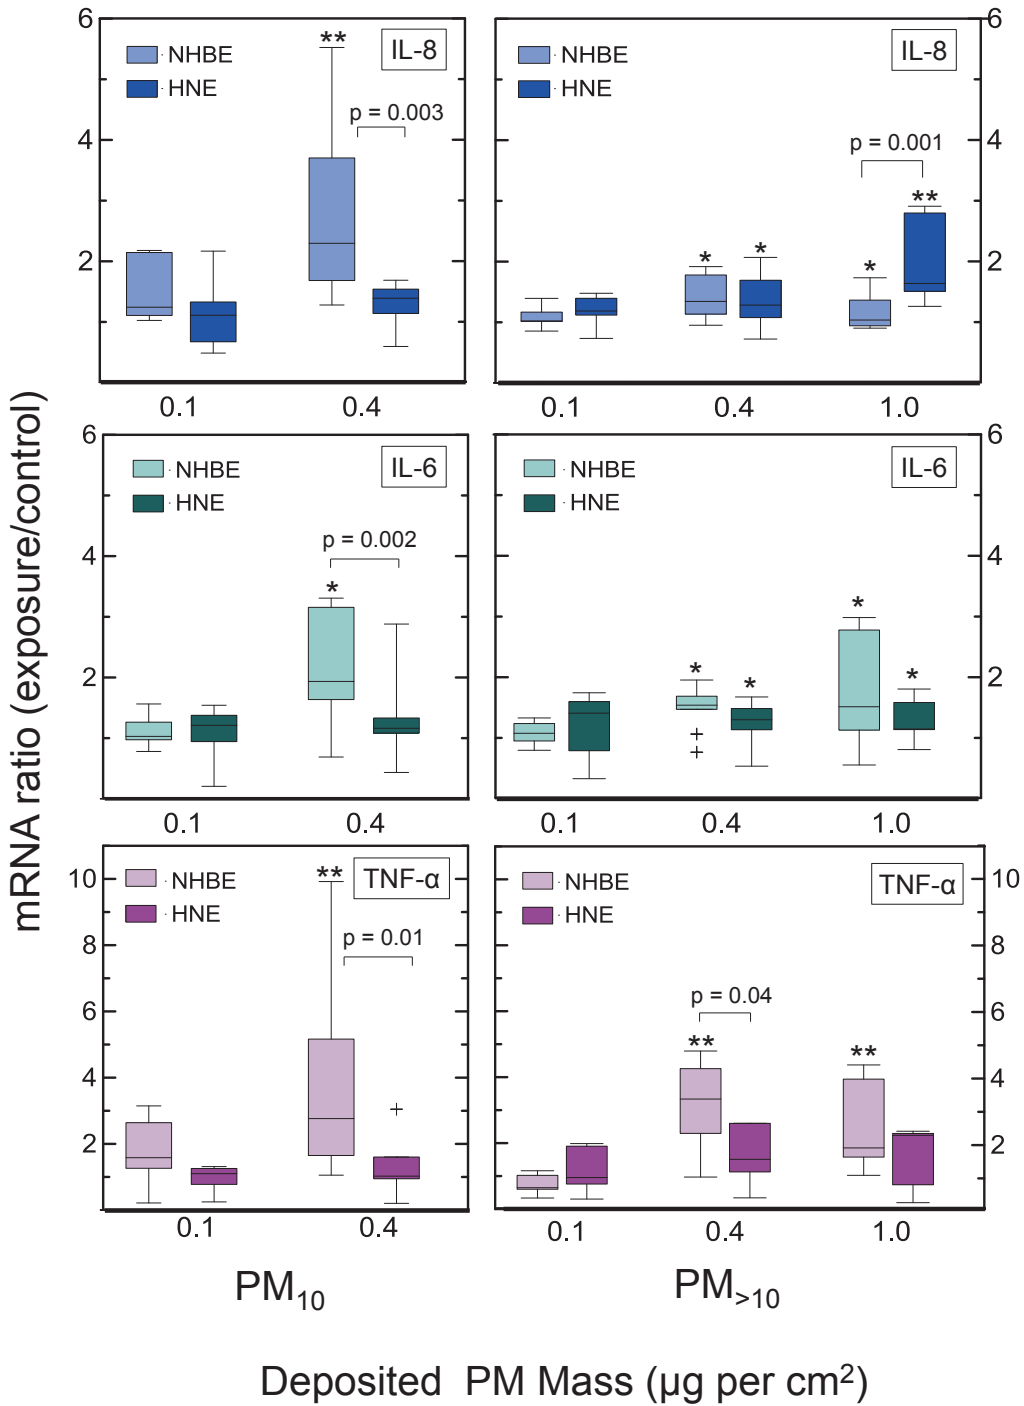 mRNA ratio (exposure/control)
6
4
2
NHBE
HNE
IL-8
**
p = 0.003
0.1
0.4
NHBE
HNE
IL-8
p = 0.001
*
*
*
**
6
4
2
0.1
0.4
1.0
6
4
2
NHBE
HNE
IL-6
p = 0.002
*
0.1
0.4
NHBE
HNE
IL-6
*
*
*
*
6
4
2
0.1
0.4
1.0
10
8
6
4
2
NHBE
HNE
TNF-α
**
p = 0.01
0.1
0.4
NHBE
HNE
TNF-α
p = 0.04
**
**
10
8
6
4
2
0.1
0.4
1.0
PM10
PM>10
Deposited PM Mass (µg per cm²)